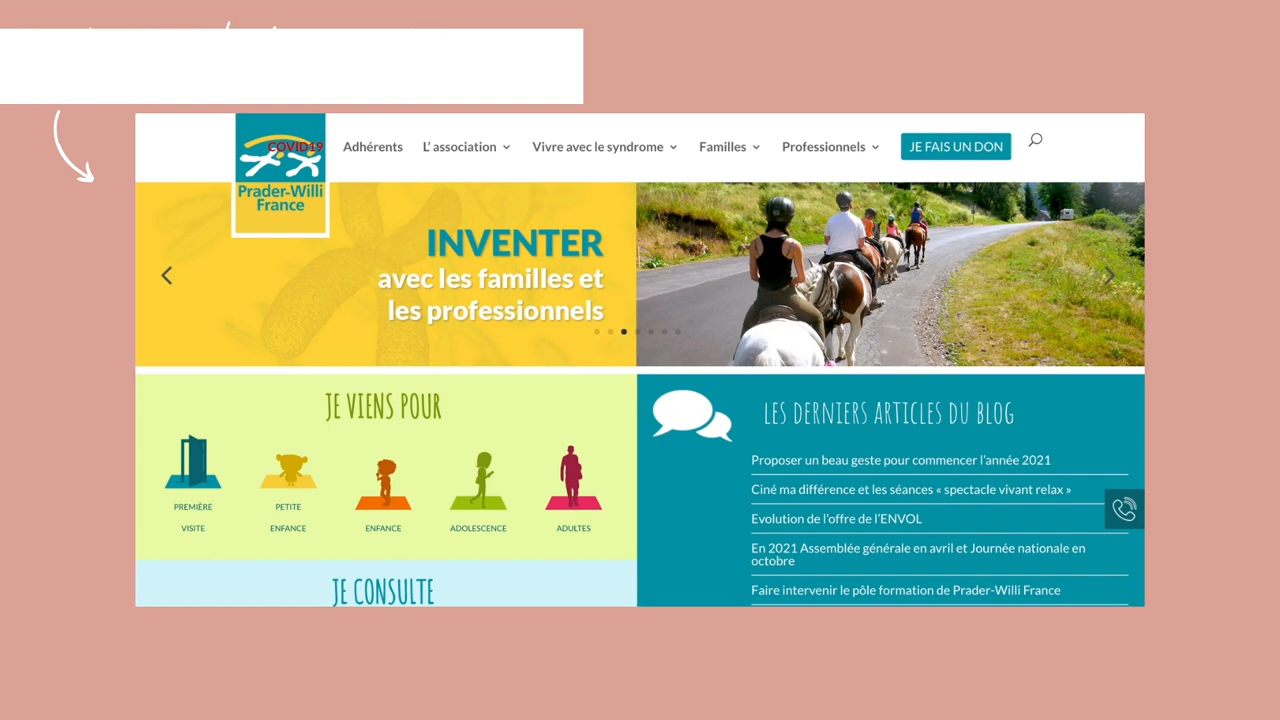 COVID19
Adhérents
L' association
Vivre avec le syndrome
Familles
Professionnels
JE FAIS UN DON
Prader-Willi
France
INVENTER
avec les familles et
les professionnels
JE VIENS POUR
PREMIÈRE
VISITE
PETITE
ENFANCE
ENFANCE
ADOLESCENCE
ADULTES
JE CONSULTE
LES DERNIERS ARTICLES DU BLOG
Proposer un beau geste pour commencer l'année 2021
Ciné ma différence et les séances « spectacle vivant relax »
Evolution de l'offre de l'ENVOL
En 2021 Assemblée générale en avril et Journée nationale en
octobre
Faire intervenir le pôle formation de Prader-Willi France